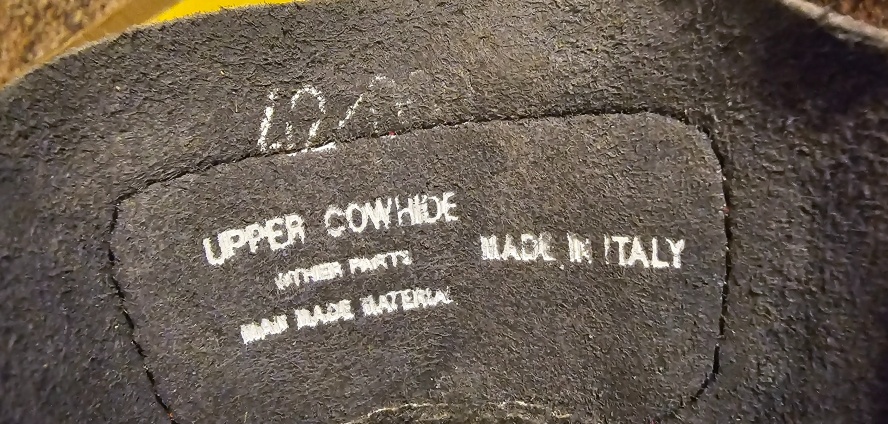 UPPER COWHIDE
OTHER PARTS
MAN MADE MATERIAL
MADE IN ITALY